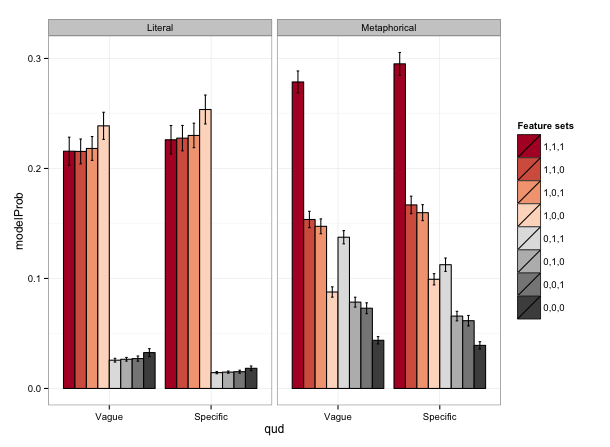 Literal
Metaphorical
0.3
0.2
0.1
0.0
modelProb
Vague
Specific
Vague
Specific
qud
Feature sets
1,1,1
1,1,0
1,0,1
1,0,0
0,1,1
0,1,0
0,0,1
0,0,0